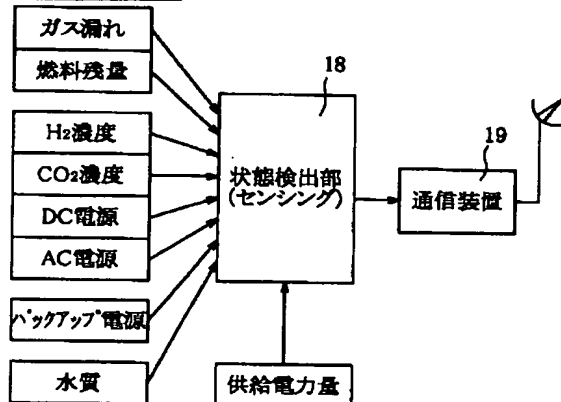 ガス漏れ
燃料残量
H2濃度
CO2濃度
DC電源
AC電源
バックアップ電源
水質
18
状態検出部
(センシング)
供給電力量
19
通信装置